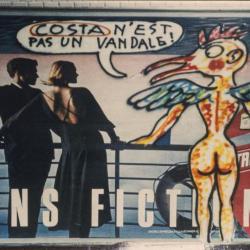 COSTA N'EST
PAS UN VANDALE!
NS FICTI